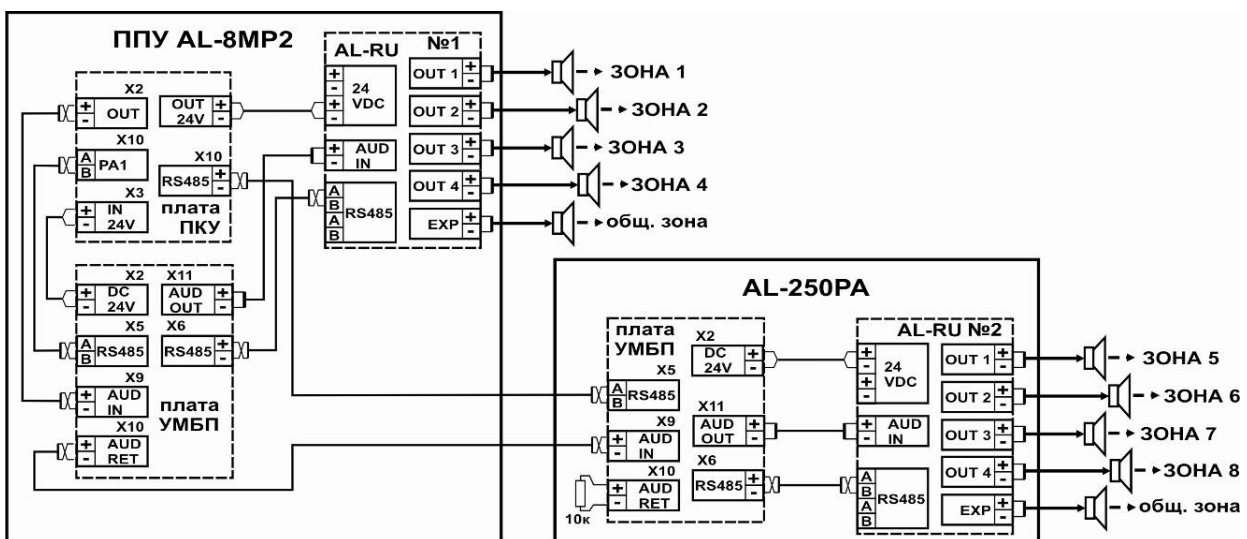 ППУ AL-8MP2
AL-RU №1
X2
+ - OUT
OUT 24V + -
X10
A B PA1
X10
RS485 + -
X3
+ - IN 24V
плата ПКУ
+ - 24 VDC + -
+ - AUD IN
A B RS485 A B
OUT 1 + -
OUT 2 + -
OUT 3 + -
OUT 4 + -
EXP + -
ЗОНА 1
ЗОНА 2
ЗОНА 3
ЗОНА 4
общ. зона
X2
+ - DC 24V
X11
AUD OUT + -
X5
A B RS485
X6
RS485 + -
X9
+ - AUD IN
X10
+ - AUD RET
плата УМБП
AL-250PA
плата УМБП
X2
DC 24V + -
X5
A B RS485
X11
AUD OUT + -
X9
+ - AUD IN
X6
RS485 + -
X10
+ - AUD RET
10к
AL-RU №2
+ - 24 VDC + -
+ - AUD IN
A B RS485 A B
OUT 1 + -
OUT 2 + -
OUT 3 + -
OUT 4 + -
EXP + -
ЗОНА 5
ЗОНА 6
ЗОНА 7
ЗОНА 8
общ. зона